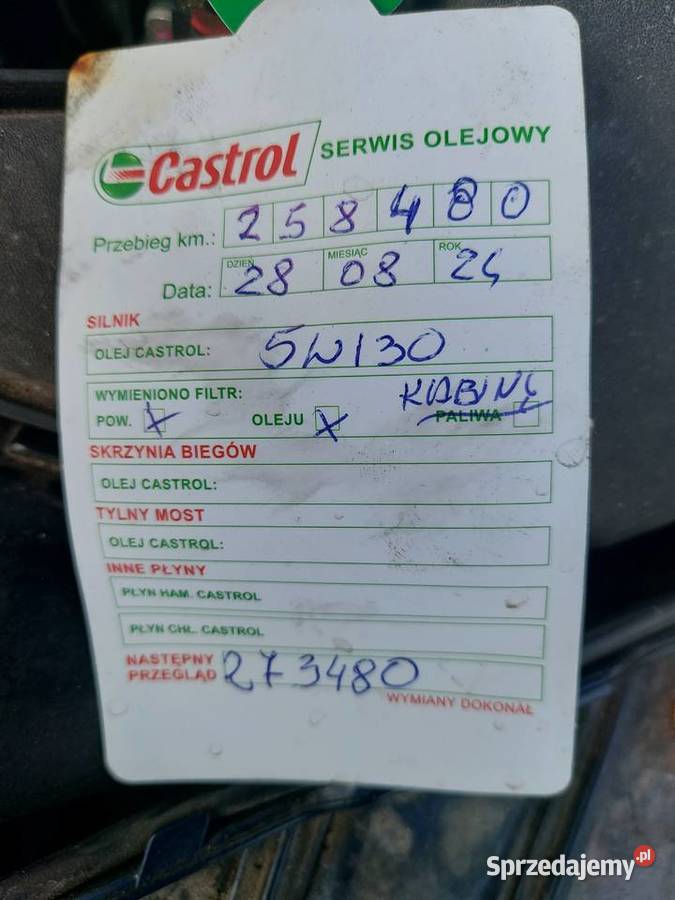 Castrol SERWIS OLEJOWY
Przebieg km.: 258480
DZIEŃ MIESIĄC ROK
Data: 28 08 24
SILNIK
OLEJ CASTROL: 5W30
WYMIENIONO FILTR: KABINY
POW. X OLEJU X PALIWA
SKRZYNIA BIEGÓW
OLEJ CASTROL:
TYLNY MOST
OLEJ CASTROL:
INNE PŁYNY
PŁYN HAM. CASTROL
PŁYN CHŁ. CASTROL
NASTĘPNY
PRZEGLĄD 273480
WYMIANY DOKONAŁ
Sprzedajemy.pl